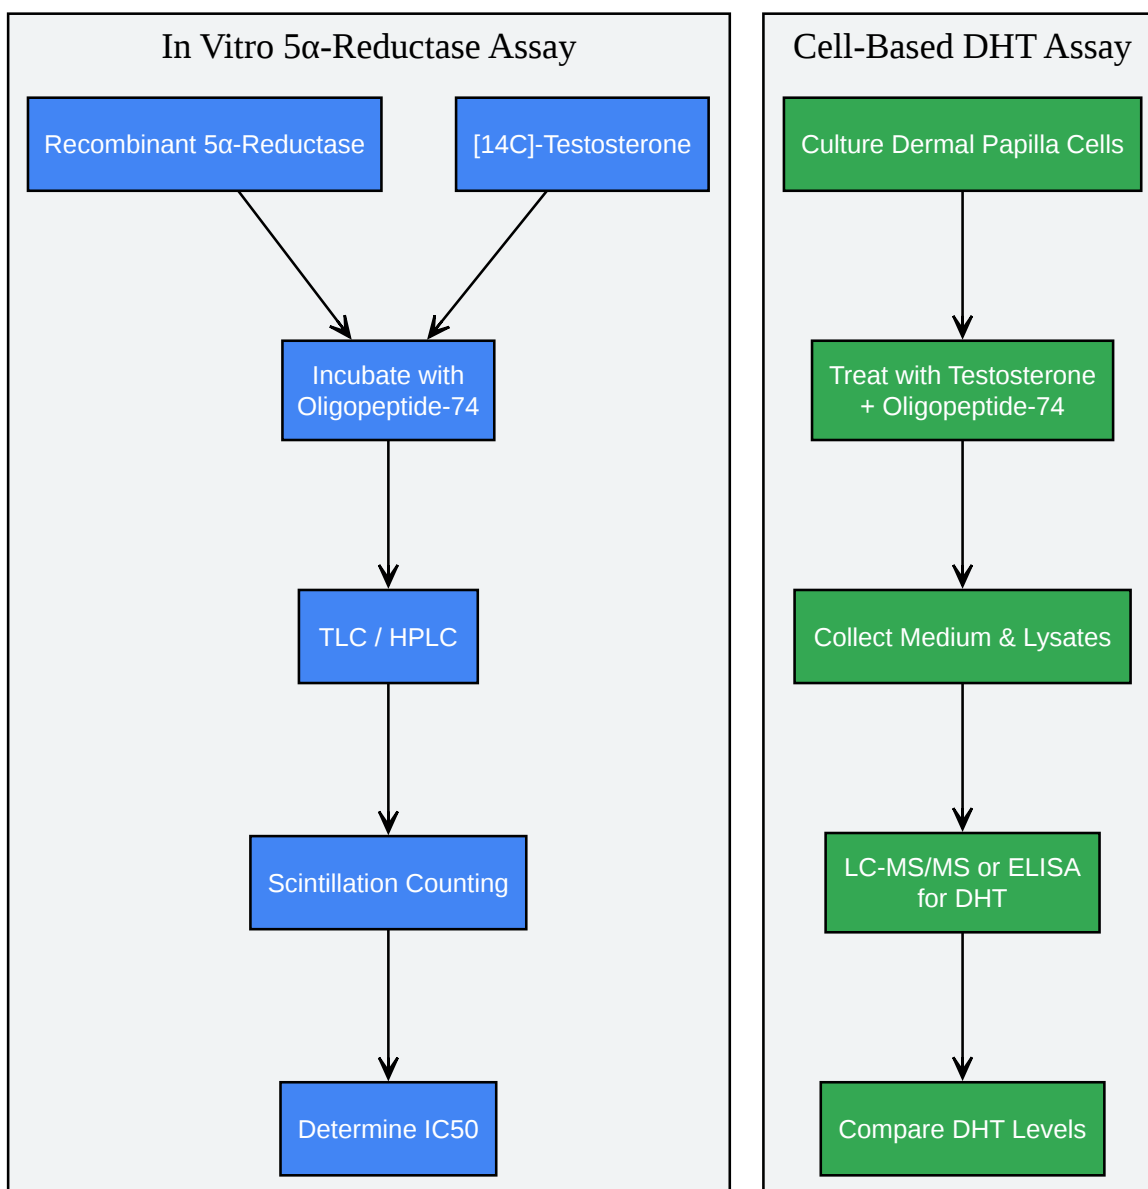 In Vitro 5α-Reductase Assay
Recombinant 5α-Reductase
[14C]-Testosterone
Incubate with
Oligopeptide-74
TLC / HPLC
Scintillation Counting
Determine IC50
Cell-Based DHT Assay
Culture Dermal Papilla Cells
Treat with Testosterone
+ Oligopeptide-74
Collect Medium & Lysates
LC-MS/MS or ELISA
for DHT
Compare DHT Levels